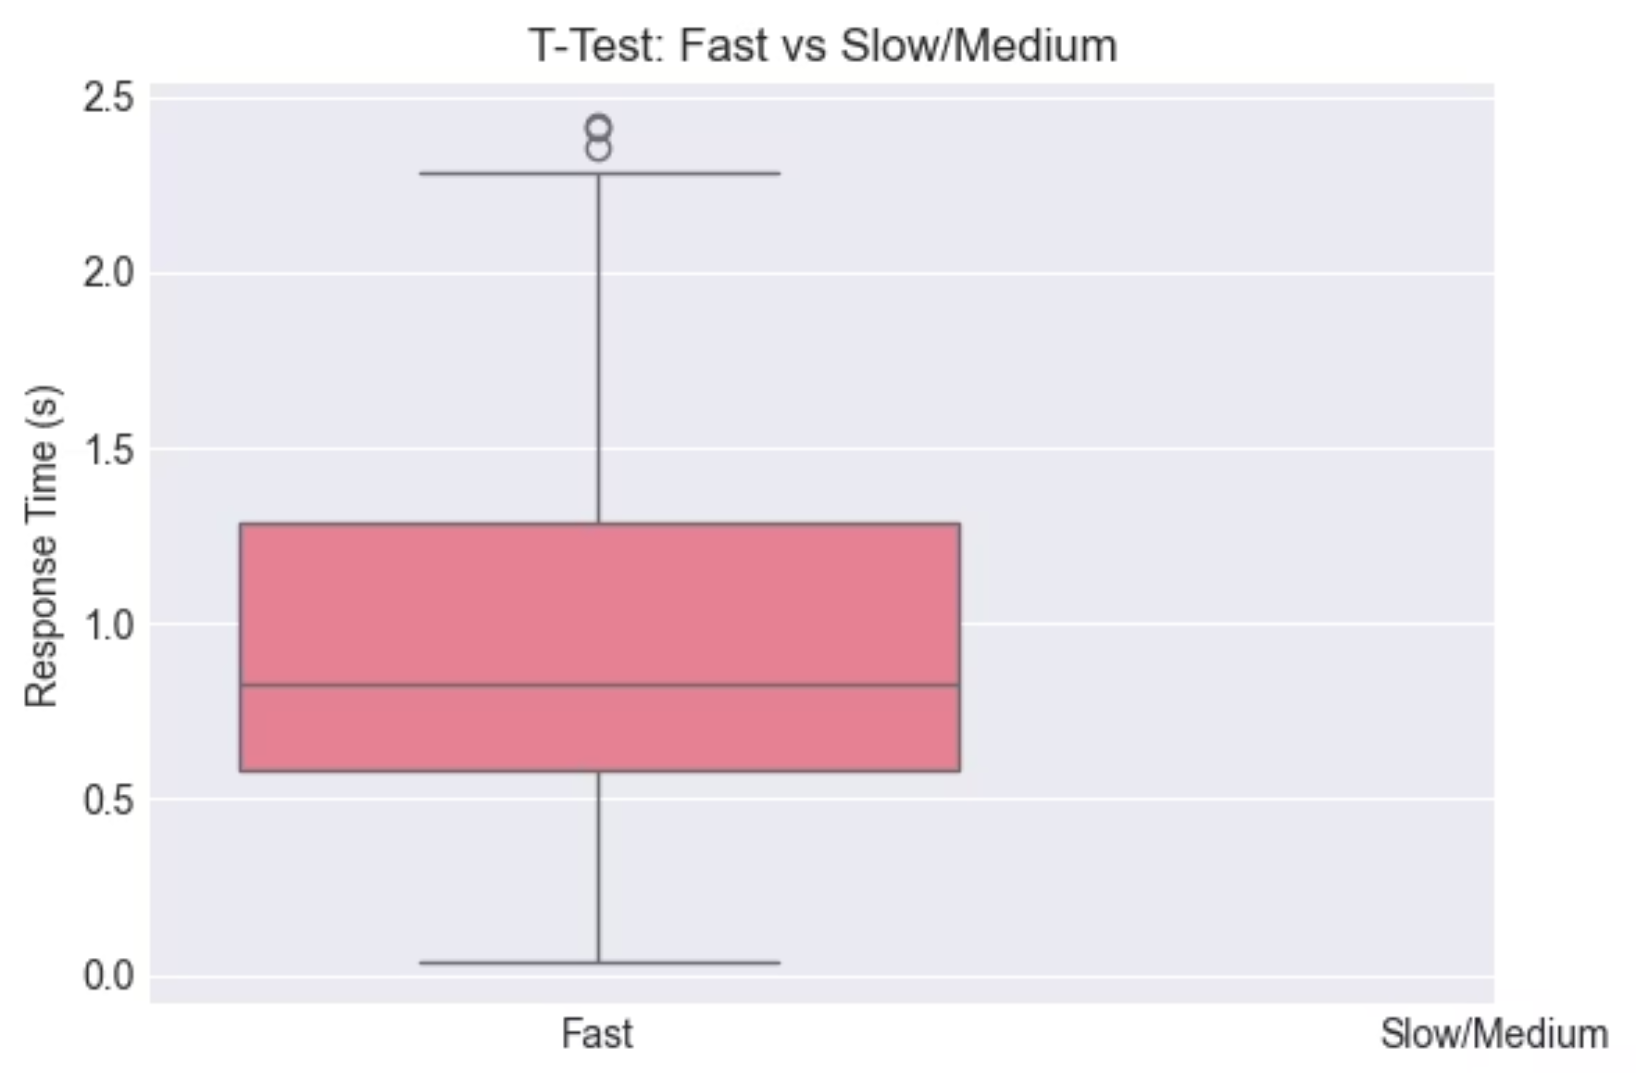 T-Test: Fast vs Slow/Medium
2.5
2.0
1.5
1.0
0.5
0.0
Response Time (s)
Fast
Slow/Medium